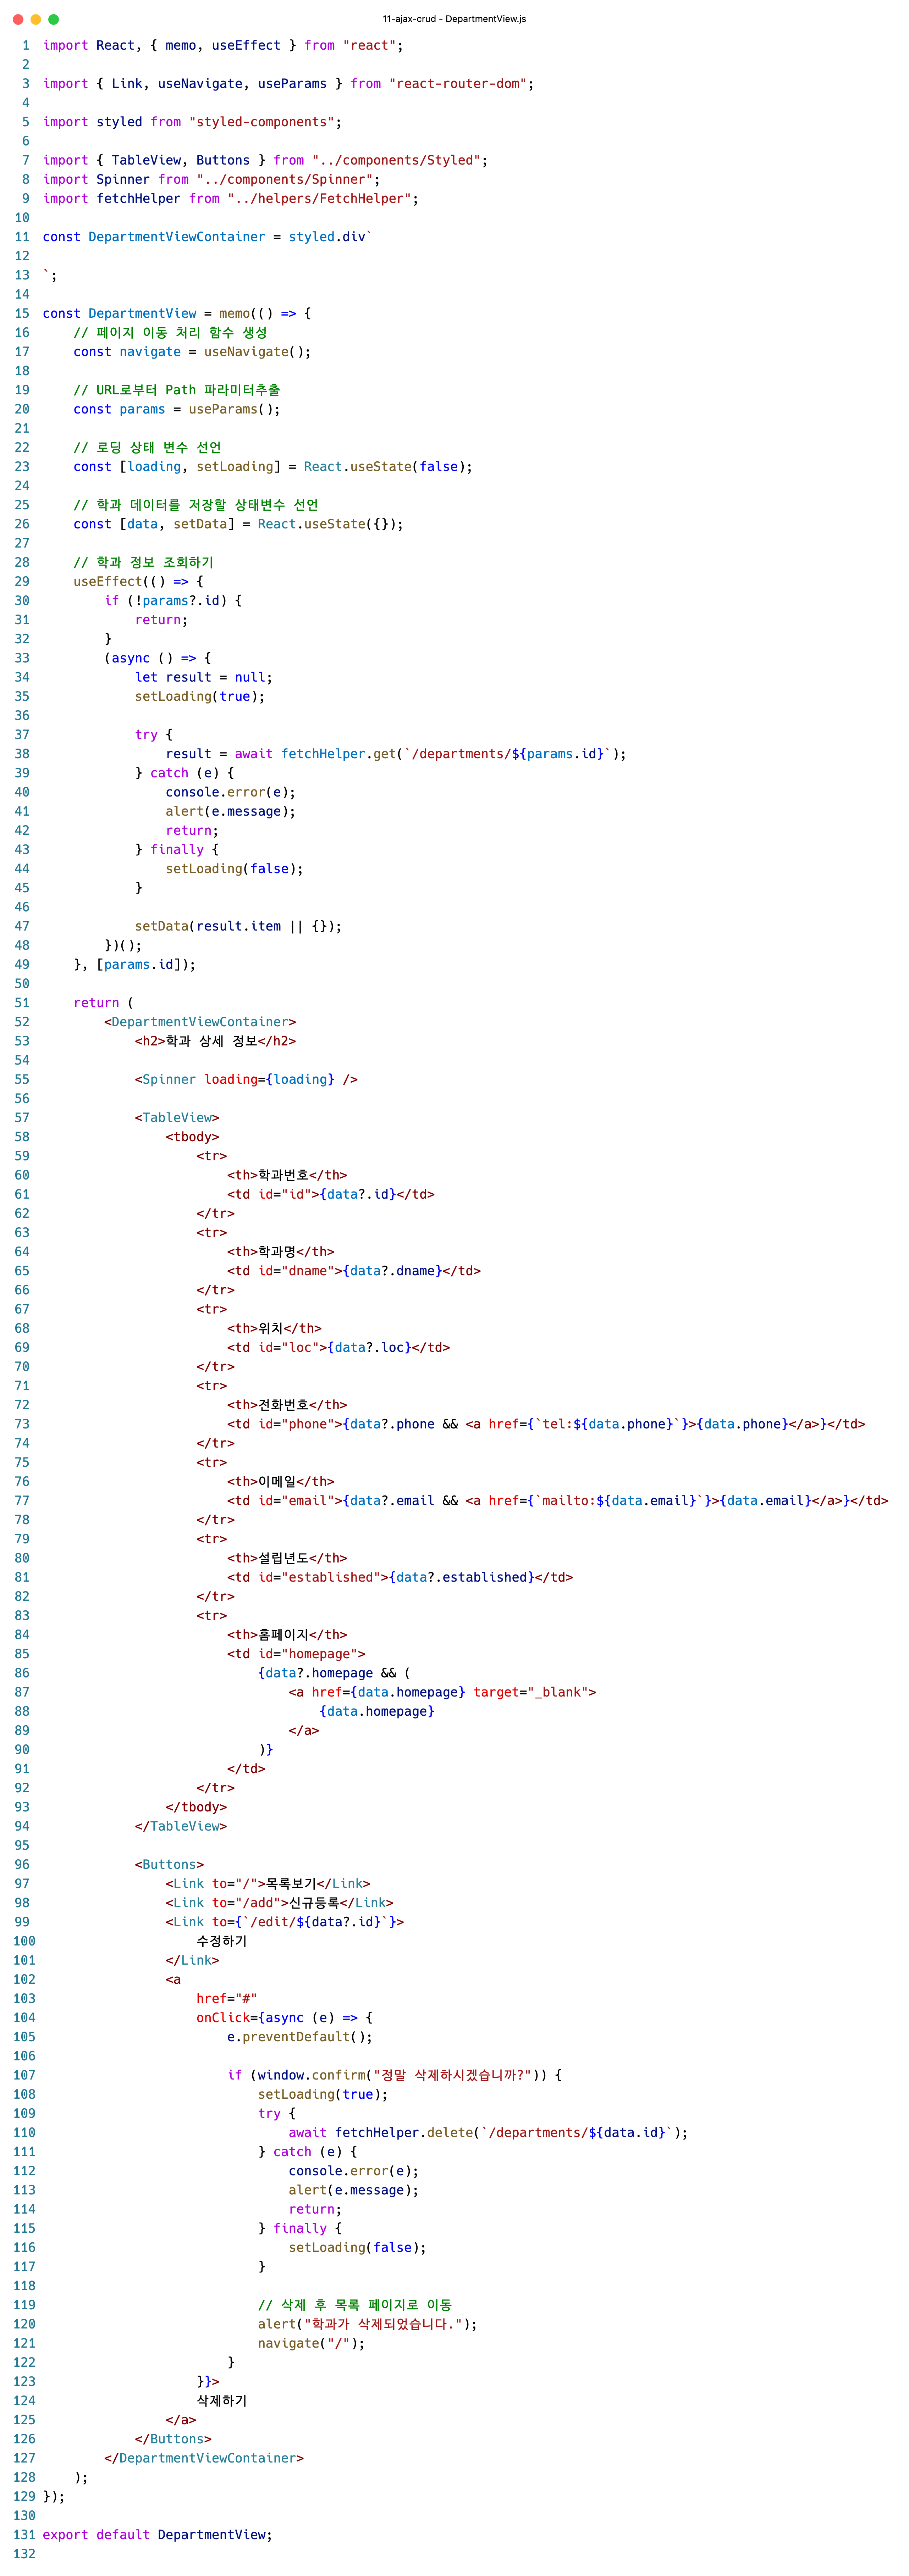 11-ajax-crud - DepartmentView.js
1 import React, { memo, useEffect } from "react";
2
3 import { Link, useNavigate, useParams } from "react-router-dom";
4
5 import styled from "styled-components";
6
7 import { TableView, Buttons } from "../components/Styled";
8 import Spinner from "../components/Spinner";
9 import fetchHelper from "../helpers/FetchHelper";
10
11 const DepartmentViewContainer = styled.div`
12
13 `;
14
15 const DepartmentView = memo(() => {
16     // 페이지 이동 처리 함수 생성
17     const navigate = useNavigate();
18
19     // URL로부터 Path 파라미터추출
20     const params = useParams();
21
22     // 로딩 상태 변수 선언
23     const [loading, setLoading] = React.useState(false);
24
25     // 학과 데이터를 저장할 상태변수 선언
26     const [data, setData] = React.useState({});
27
28     // 학과 정보 조회하기
29     useEffect(() => {
30         if (!params?.id) {
31             return;
32         }
33         (async () => {
34             let result = null;
35             setLoading(true);
36
37             try {
38                 result = await fetchHelper.get(`/departments/${params.id}`);
39             } catch (e) {
40                 console.error(e);
41                 alert(e.message);
42                 return;
43             } finally {
44                 setLoading(false);
45             }
46
47             setData(result.item || {});
48         })();
49     }, [params.id]);
50
51     return (
52         <DepartmentViewContainer>
53             <h2>학과 상세 정보</h2>
54
55             <Spinner loading={loading} />
56
57             <TableView>
58                 <tbody>
59                     <tr>
60                         <th>학과번호</th>
61                         <td id="id">{data?.id}</td>
62                     </tr>
63                     <tr>
64                         <th>학과명</th>
65                         <td id="dname">{data?.dname}</td>
66                     </tr>
67                     <tr>
68                         <th>위치</th>
69                         <td id="loc">{data?.loc}</td>
70                     </tr>
71                     <tr>
72                         <th>전화번호</th>
73                         <td id="phone">{data?.phone && <a href={`tel:${data.phone}`}>{data.phone}</a>}</td>
74                     </tr>
75                     <tr>
76                         <th>이메일</th>
77                         <td id="email">{data?.email && <a href={`mailto:${data.email}`}>{data.email}</a>}</td>
78                     </tr>
79                     <tr>
80                         <th>설립년도</th>
81                         <td id="established">{data?.established}</td>
82                     </tr>
83                     <tr>
84                         <th>홈페이지</th>
85                         <td id="homepage">
86                             {data?.homepage && (
87                                 <a href={data.homepage} target="_blank">
88                                     {data.homepage}
89                                 </a>
90                             )}
91                         </td>
92                     </tr>
93                 </tbody>
94             </TableView>
95
96             <Buttons>
97                 <Link to="/">목록보기</Link>
98                 <Link to="/add">신규등록</Link>
99                 <Link to={`/edit/${data?.id}`}>
100                     수정하기
101                 </Link>
102                 <a
103                     href="#"
104                     onClick={async (e) => {
105                         e.preventDefault();
106
107                         if (window.confirm("정말 삭제하시겠습니까?")) {
108                             setLoading(true);
109                             try {
110                                 await fetchHelper.delete(`/departments/${data.id}`);
111                             } catch (e) {
112                                 console.error(e);
113                                 alert(e.message);
114                                 return;
115                             } finally {
116                                 setLoading(false);
117                             }
118
119                             // 삭제 후 목록 페이지로 이동
120                             alert("학과가 삭제되었습니다.");
121                             navigate("/");
122                         }
123                     }}>
124                     삭제하기
125                 </a>
126             </Buttons>
127         </DepartmentViewContainer>
128     );
129 });
130
131 export default DepartmentView;
132